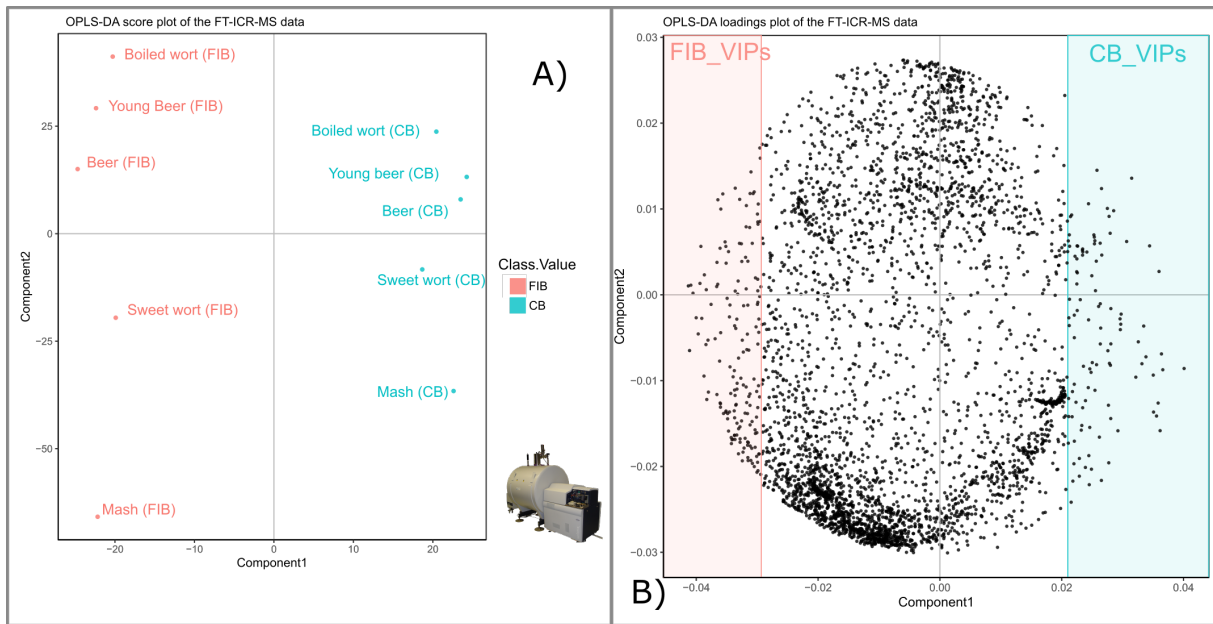 OPLS-DA score plot of the FT-ICR-MS data
A)
Boiled wort (FIB)
Young Beer (FIB)
Beer (FIB)
Boiled wort (CB)
Young beer (CB)
Beer (CB)
Sweet wort (CB)
Sweet wort (FIB)
Mash (CB)
Mash (FIB)
25
0
−25
−50
Component2
−20
−10
0
10
20
Component1
Class.Value
FIB
CB
OPLS-DA loadings plot of the FT-ICR-MS data
FIB_VIPs
CB_VIPs
0.03
0.02
0.01
0.00
−0.01
−0.02
−0.03
Component2
B)
−0.04
−0.02
0.00
0.02
0.04
Component1